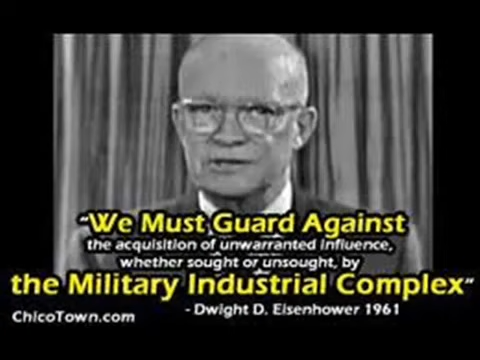 "We Must Guard Against
the acquisition of unwarranted influence,
whether sought or unsought, by
the Military Industrial Complex"
- Dwight D. Eisenhower 1961
ChicoTown.com